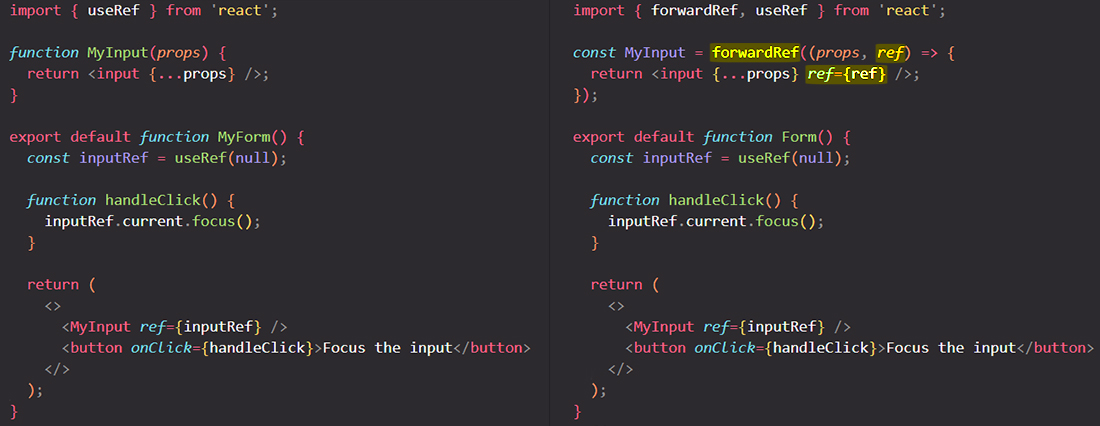 import { useRef } from 'react';
function MyInput(props) {
  return <input {...props} />;
}
export default function MyForm() {
  const inputRef = useRef(null);
  function handleClick() {
    inputRef.current.focus();
  }
  return (
    <>
      <MyInput ref={inputRef} />
      <button onClick={handleClick}>Focus the input</button>
    </>
  );
}
import { forwardRef, useRef } from 'react';
const MyInput = forwardRef((props, ref) => {
  return <input {...props} ref={ref} />;
});
export default function Form() {
  const inputRef = useRef(null);
  function handleClick() {
    inputRef.current.focus();
  }
  return (
    <>
      <MyInput ref={inputRef} />
      <button onClick={handleClick}>Focus the input</button>
    </>
  );
}